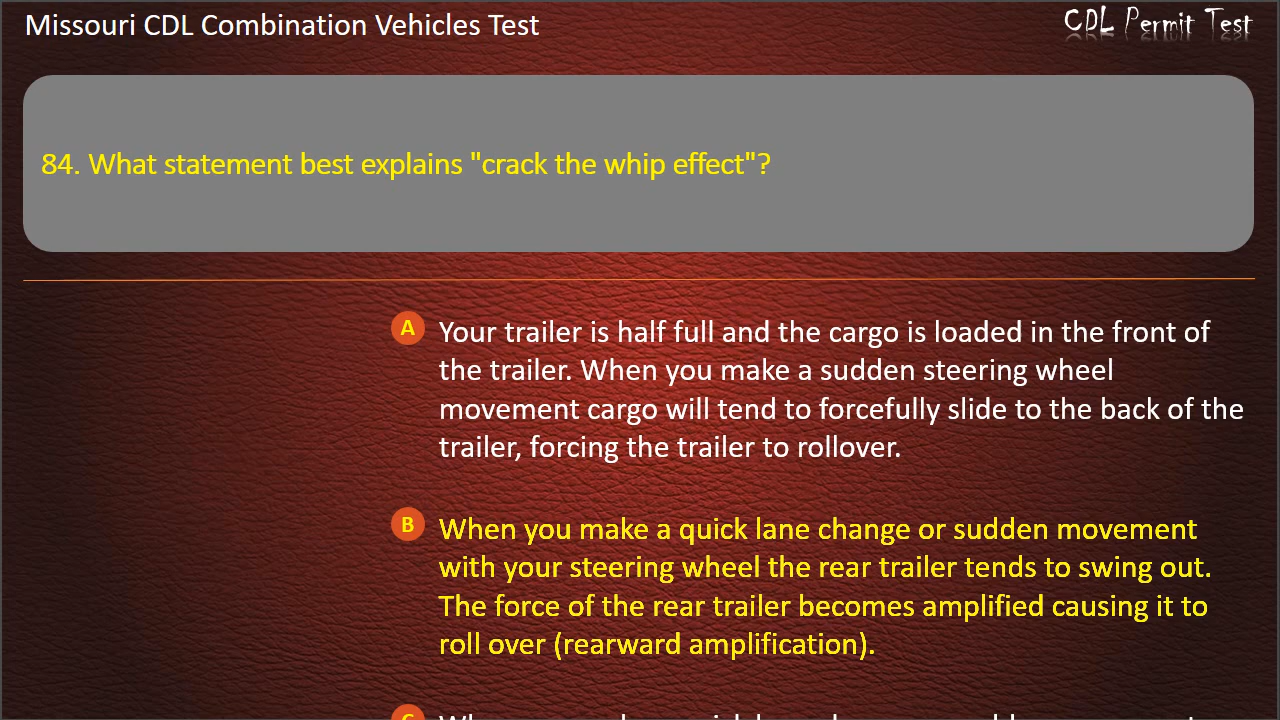 Missouri CDL Combination Vehicles Test
CDL Permit Test
84. What statement best explains "crack the whip effect"?
A Your trailer is half full and the cargo is loaded in the front of
the trailer. When you make a sudden steering wheel
movement cargo will tend to forcefully slide to the back of the
trailer, forcing the trailer to rollover.
B When you make a quick lane change or sudden movement
with your steering wheel the rear trailer tends to swing out.
The force of the rear trailer becomes amplified causing it to
roll over (rearward amplification).